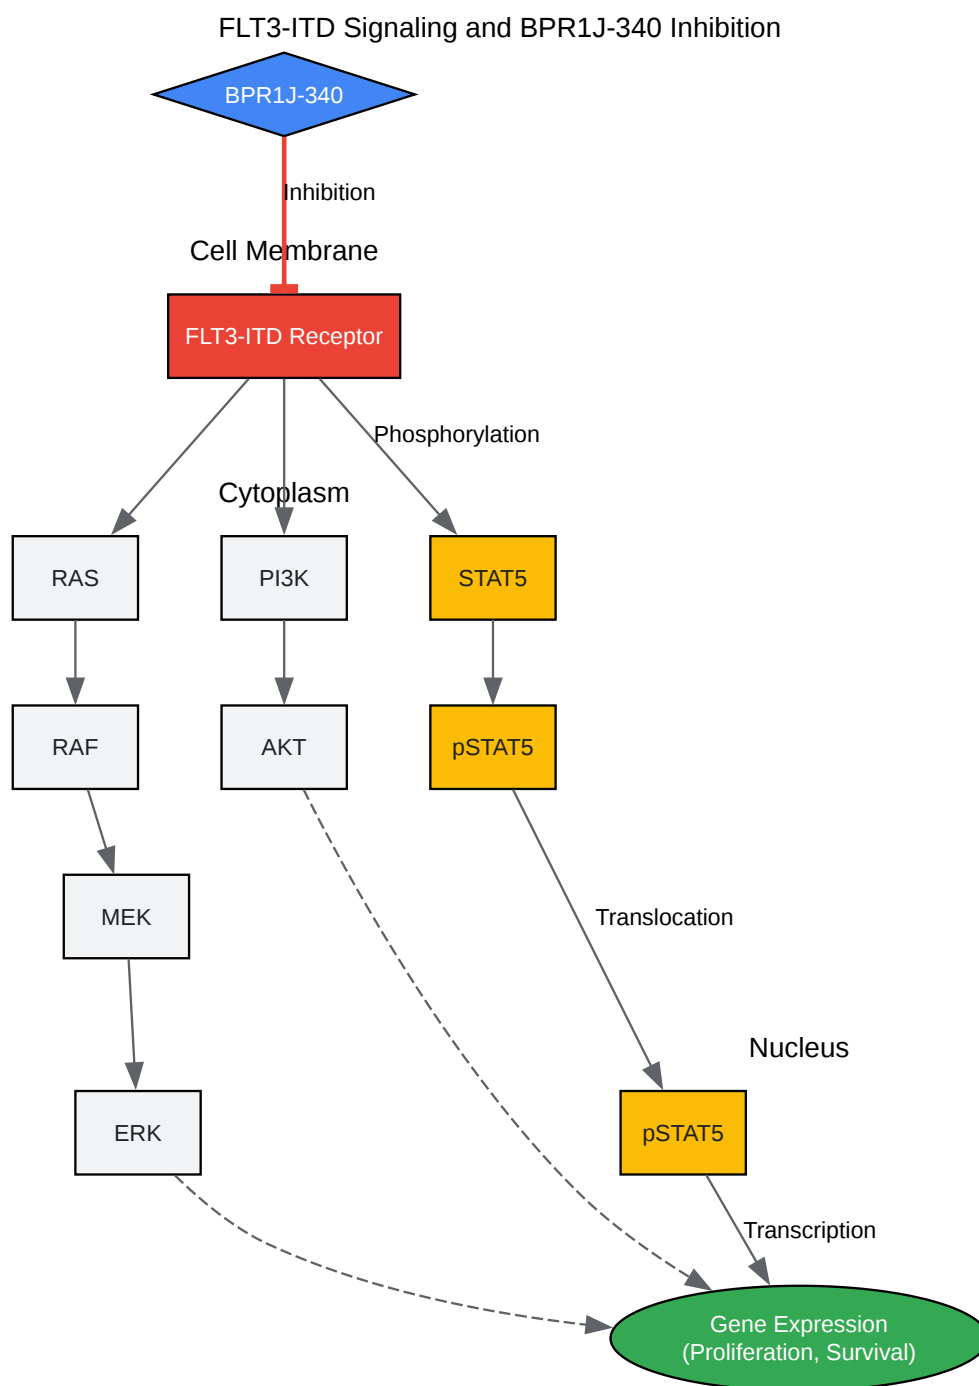 FLT3-ITD Signaling and BPR1J-340 Inhibition
BPR1J-340
Inhibition
Cell Membrane
FLT3-ITD Receptor
Phosphorylation
Cytoplasm
RAS
PI3K
STAT5
RAF
AKT
pSTAT5
MEK
Translocation
Nucleus
ERK
pSTAT5
Transcription
Gene Expression
(Proliferation, Survival)